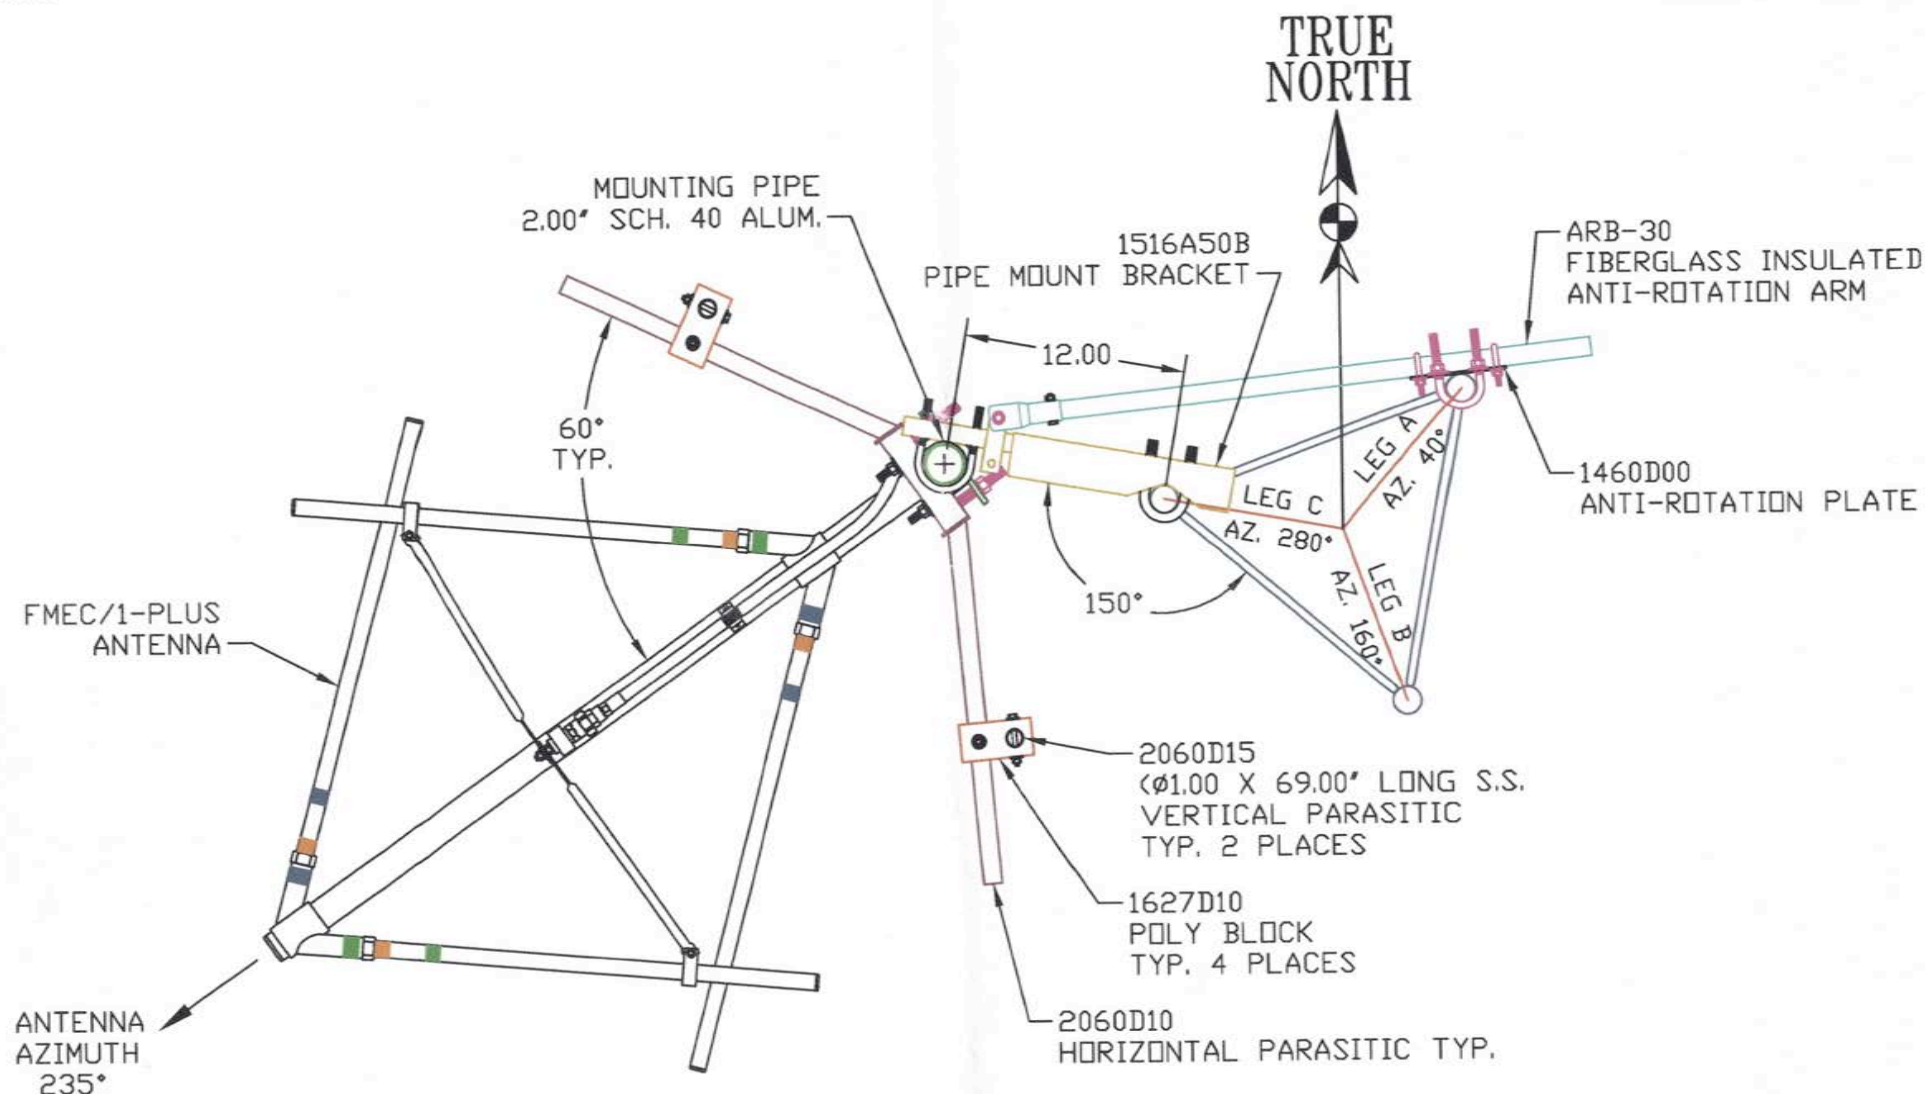 TRUE
NORTH
MOUNTING PIPE
2.00" SCH. 40 ALUM.
1516A50B
PIPE MOUNT BRACKET
ARB-30
FIBERGLASS INSULATED
ANTI-ROTATION ARM
12.00
60°
TYP.
LEG A
AZ. 40°
1460D00
ANTI-ROTATION PLATE
LEG C
AZ. 280°
LEG B
AZ. 160°
150°
FMEC/1-PLUS
ANTENNA
2060D15
(Ø1.00 X 69.00" LONG S.S.
VERTICAL PARASITIC
TYP. 2 PLACES
1627D10
POLY BLOCK
TYP. 4 PLACES
2060D10
HORIZONTAL PARASITIC TYP.
ANTENNA
AZIMUTH
235°